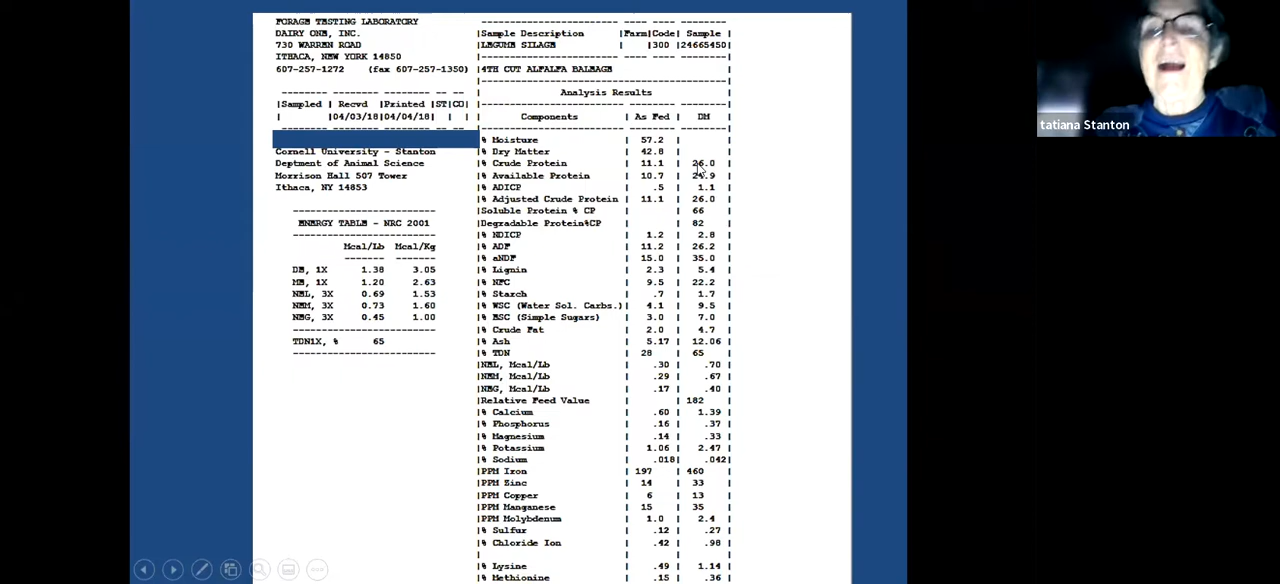 FORAGE TESTING LABORATORY
DAIRY ONE, INC.
730 WARREN ROAD
ITHACA, NEW YORK 14850
607-257-1272 (fax 607-257-1350)
|Sampled | Recvd |Printed |ST|CO|
| |04/03/18|04/04/18| | |
Cornell University - Stanton
Deptment of Animal Science
Morrison Hall 507 Tower
Ithaca, NY 14853
ENERGY TABLE - NRC 2001
Mcal/Lb Mcal/Kg
DE, 1X 1.38 3.05
ME, 1X 1.20 2.63
NEL, 3X 0.69 1.53
NEM, 3X 0.73 1.60
NEG, 3X 0.45 1.00
TDN1X, % 65
|Sample Description |Farm|Code| Sample |
|LEGUME SILAGE | |300 |24665450|
|4TH CUT ALFALFA BALEAGE |
Analysis Results
Components | As Fed | DM |
|% Moisture | 57.2 | |
|% Dry Matter | 42.8 | |
|% Crude Protein | 11.1 | 26.0 |
|% Available Protein | 10.7 | 24.9 |
|% ADICP | .5 | 1.1 |
|% Adjusted Crude Protein | 11.1 | 26.0 |
|Soluble Protein % CP | | 66 |
|Degradable Protein%CP | | 82 |
|% NDICP | 1.2 | 2.8 |
|% ADF | 11.2 | 26.2 |
|% aNDF | 15.0 | 35.0 |
|% Lignin | 2.3 | 5.4 |
|% NFC | 9.5 | 22.2 |
|% Starch | .7 | 1.7 |
|% WSC (Water Sol. Carbs.)| 4.1 | 9.5 |
|% ESC (Simple Sugars) | 3.0 | 7.0 |
|% Crude Fat | 2.0 | 4.7 |
|% Ash | 5.17 | 12.06 |
|% TDN | 28 | 65 |
|NEL, Mcal/Lb | .30 | .70 |
|NEM, Mcal/Lb | .29 | .67 |
|NEG, Mcal/Lb | .17 | .40 |
|Relative Feed Value | | 182 |
|% Calcium | .60 | 1.39 |
|% Phosphorus | .16 | .37 |
|% Magnesium | .14 | .33 |
|% Potassium | 1.06 | 2.47 |
|% Sodium | .018| .042|
|PPM Iron | 197 | 460 |
|PPM Zinc | 14 | 33 |
|PPM Copper | 6 | 13 |
|PPM Manganese | 15 | 35 |
|PPM Molybdenum | 1.0 | 2.4 |
|% Sulfur | .12 | .27 |
|% Chloride Ion | .42 | .98 |
|% Lysine | .49 | 1.14 |
|% Methionine | .15 | .36 |
tatiana Stanton